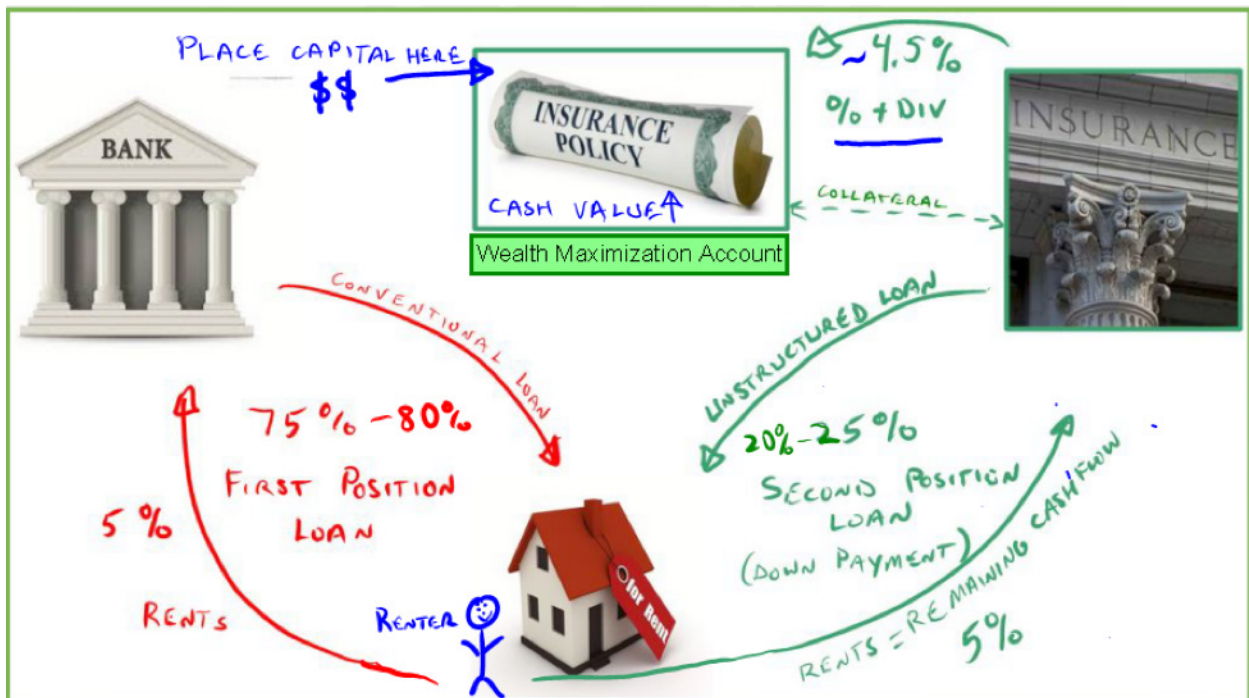 PLACE CAPITAL HERE
$$
BANK
INSURANCE
POLICY
CASH VALUE↑
Wealth Maximization Account
~4.5%
% + DIV
COLLATERAL
INSURANCE
CONVENTIONAL LOAN
75% - 80%
FIRST POSITION
LOAN
5%
RENTS
UNSTRUCTURED LOAN
20% - 25%
SECOND POSITION
LOAN
(DOWN PAYMENT)
RENTS = REMAINING CASH FLOW
5%
RENTER
for Rent